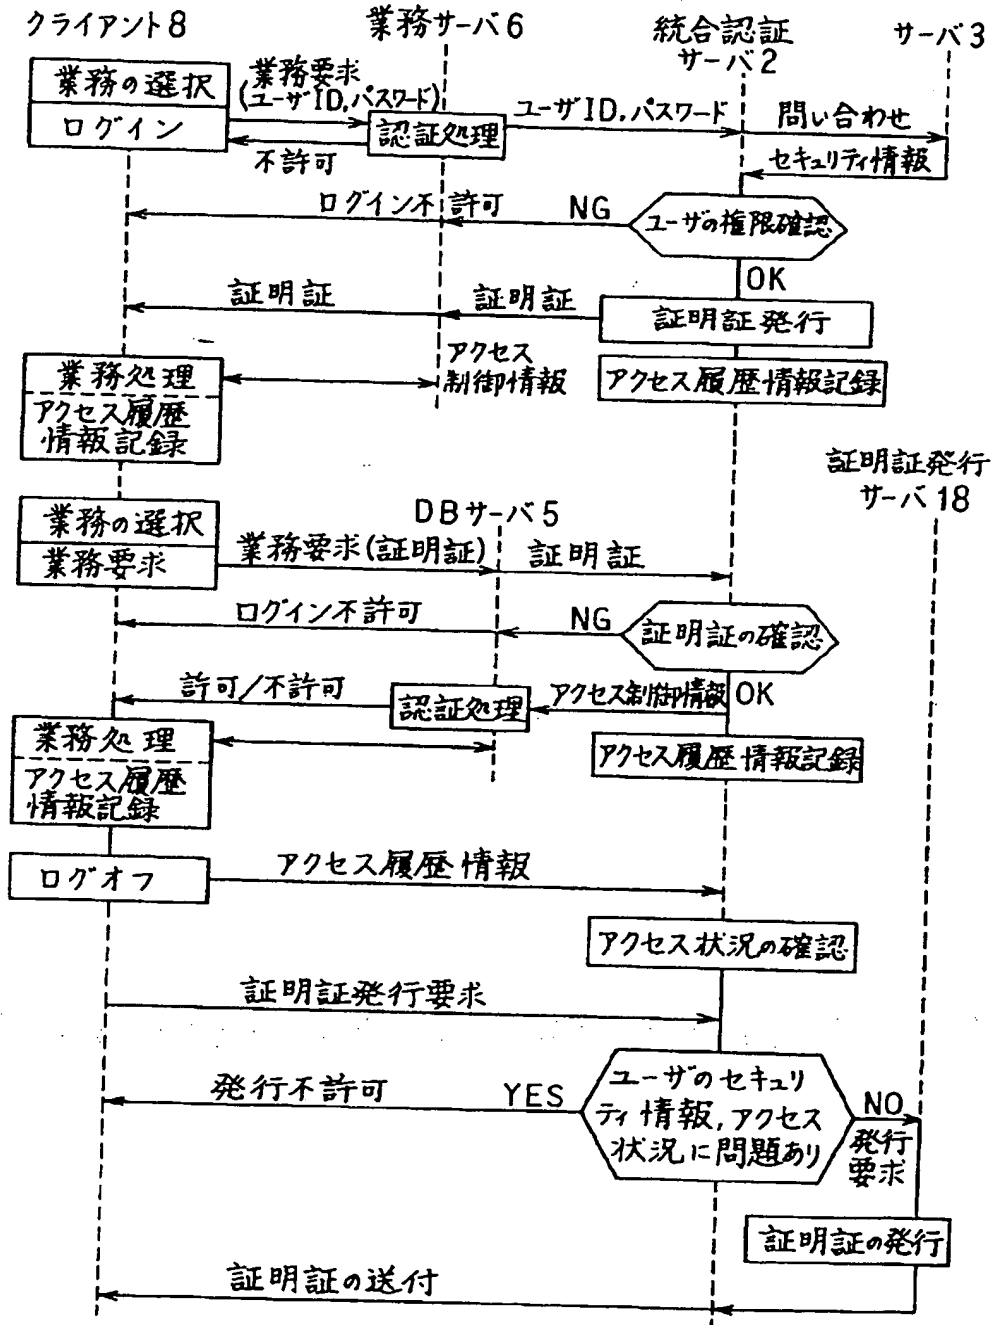 クライアント8
業務サーバ6
統合認証
サーバ2
サーバ3
業務の選択
ログイン
業務要求
(ユーザID,パスワード)
認証処理
不許可
ユーザID,パスワード
問い合わせ
セキュリティ情報
ログイン不許可
NG
ユーザの権限確認
OK
証明証
証明証
証明証発行
業務処理
アクセス履歴
情報記録
アクセス
制御情報
アクセス履歴情報記録
証明証発行
サーバ18
業務の選択
業務要求
DBサーバ5
業務要求(証明証)
証明証
ログイン不許可
NG
証明証の確認
許可/不許可
認証処理
アクセス制御情報
OK
業務処理
アクセス履歴
情報記録
アクセス履歴情報記録
ログオフ
アクセス履歴情報
アクセス状況の確認
証明証発行要求
発行不許可
YES
ユーザのセキュリ
ティ情報,アクセス
状況に問題あり
NO
発行
要求
証明証の発行
証明証の送付